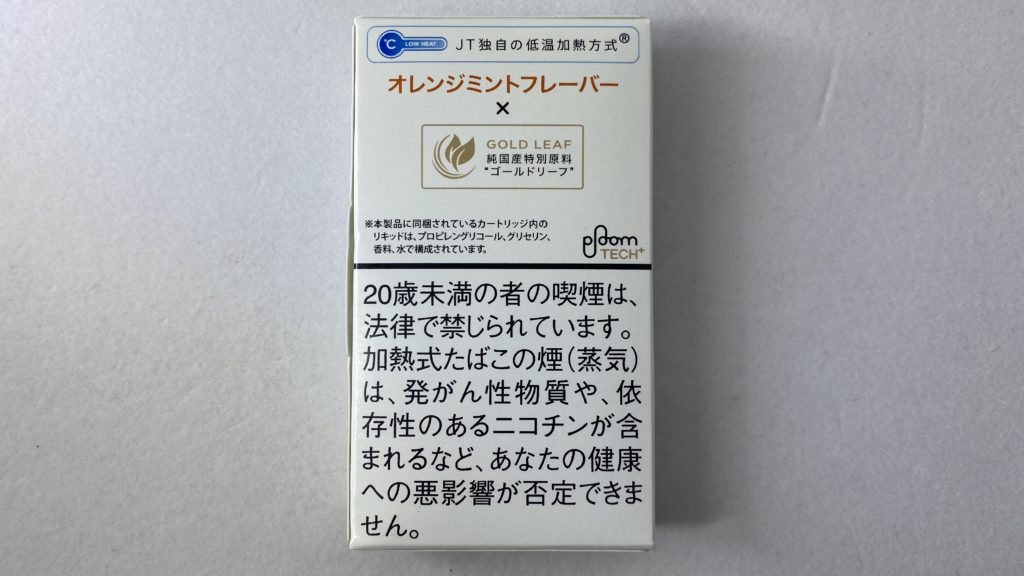 ℃ LOW HEAT JT独自の低温加熱方式®
オレンジミントフレーバー
×
GOLD LEAF
純国産特別原料
"ゴールドリーフ"
※本製品に同梱されているカートリッジ内の
リキッドは、プロピレングリコール、グリセリン、
香料、水で構成されています。
ploom
TECH+
20歳未満の者の喫煙は、
法律で禁じられています。
加熱式たばこの煙(蒸気)
は、発がん性物質や、依
存性のあるニコチンが含
まれるなど、あなたの健康
への悪影響が否定できま
せん。